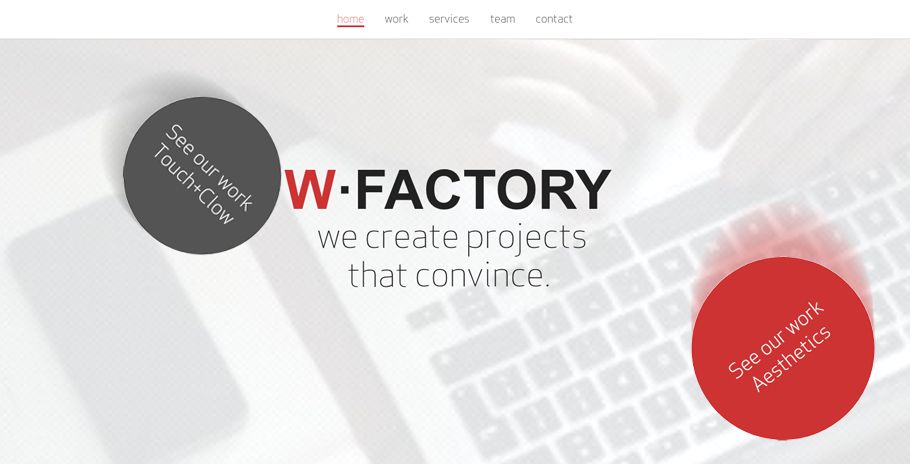 home
work
services
team
contact
See our work
Touch+Clow
W·FACTORY
we create projects
that convince.
See our work
Aesthetics